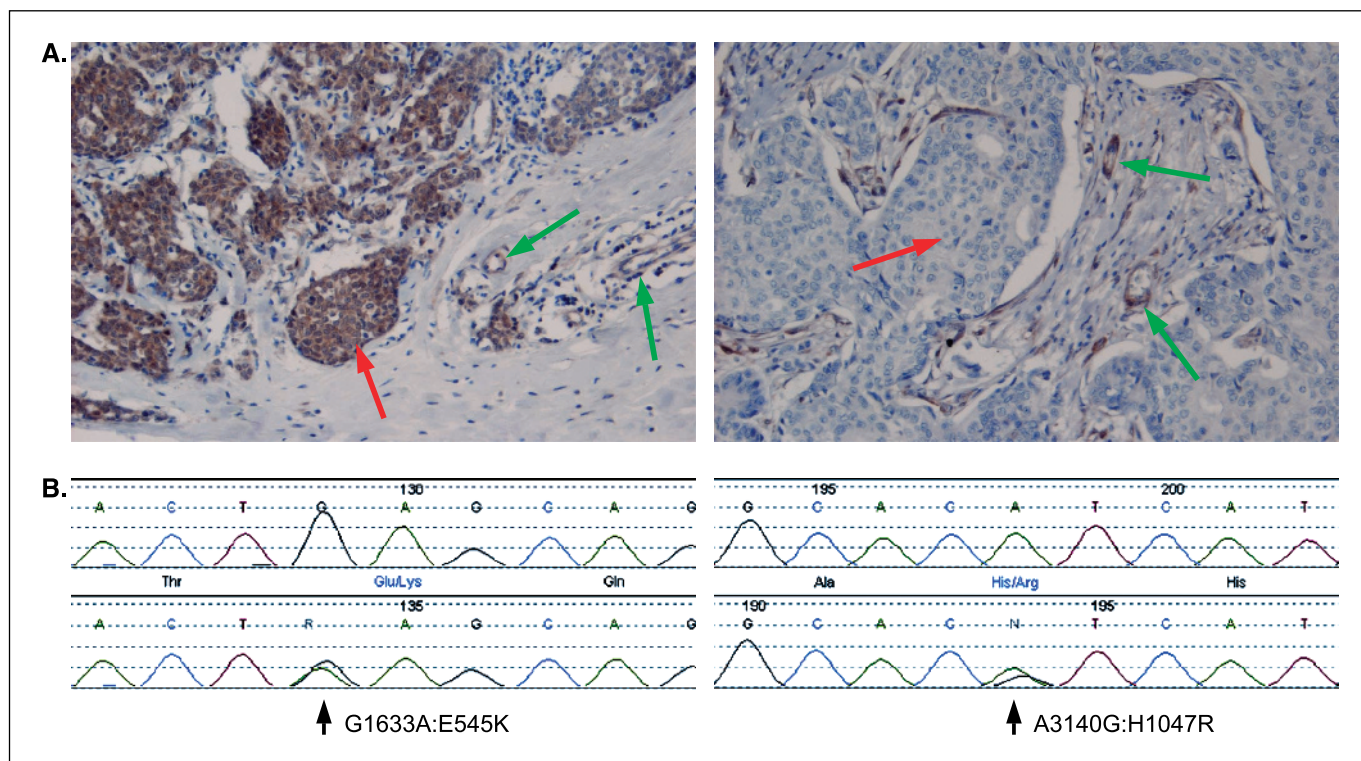 A.
B.
130
A C T G A G C A G
Thr Glu/Lys Gln
135
A C T R A G C A G
G1633A:E545K
195 200
G C A C A T C A T
Ala His/Arg His
190 195
G C A C N T C A T
A3140G:H1047R